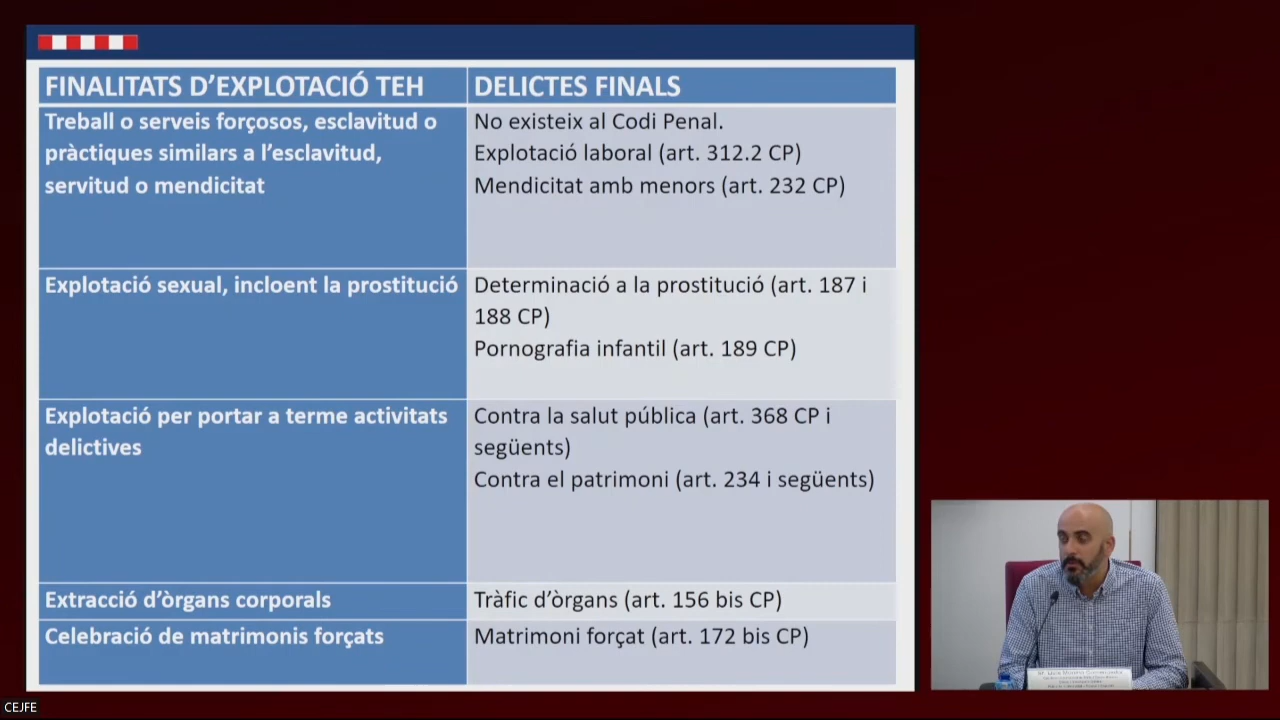 FINALITATS D’EXPLOTACIÓ TEH
DELICTES FINALS
Treball o serveis forçosos, esclavitud o
pràctiques similars a l’esclavitud,
servitud o mendicitat
No existeix al Codi Penal.
Explotació laboral (art. 312.2 CP)
Mendicitat amb menors (art. 232 CP)
Explotació sexual, incloent la prostitució
Determinació a la prostitució (art. 187 i
188 CP)
Pornografia infantil (art. 189 CP)
Explotació per portar a terme activitats
delictives
Contra la salut pública (art. 368 CP i
següents)
Contra el patrimoni (art. 234 i següents)
Extracció d’òrgans corporals
Tràfic d’òrgans (art. 156 bis CP)
Celebració de matrimonis forçats
Matrimoni forçat (art. 172 bis CP)
CEJFE